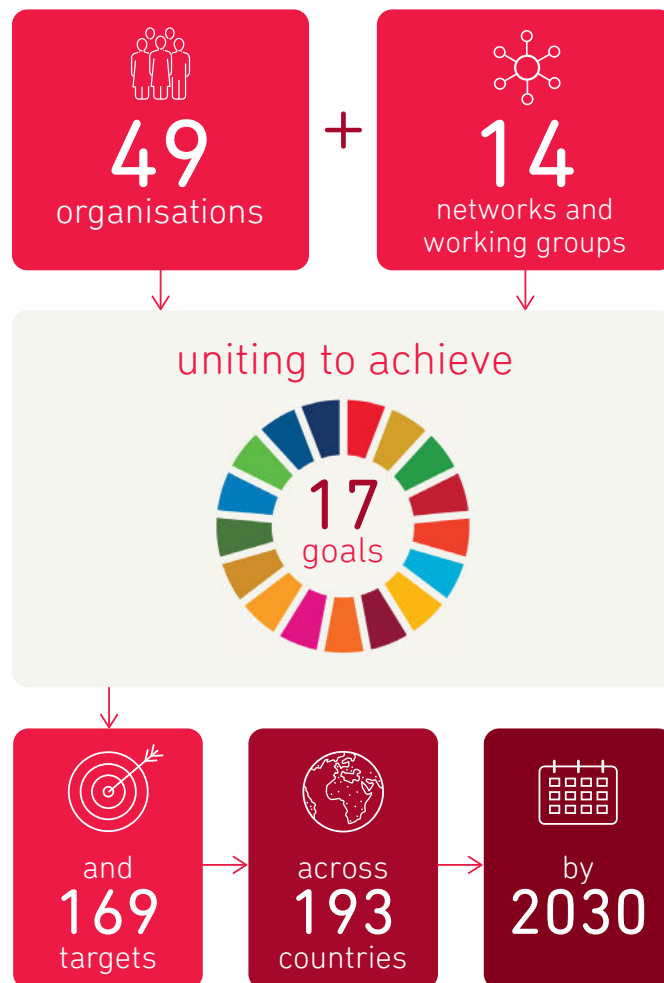 49
organisations
+
14
networks and
working groups
uniting to achieve
17
goals
and
169
targets
across
193
countries
by
2030